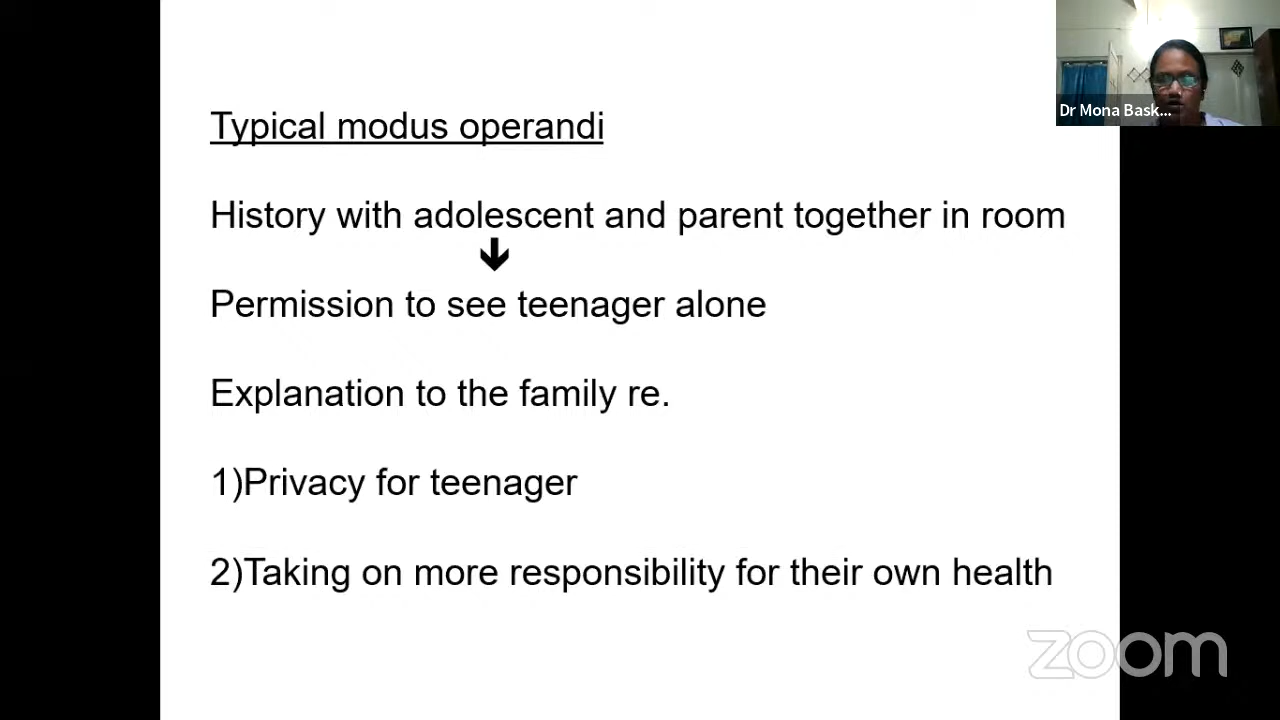 Dr Mona Bask...
Typical modus operandi
History with adolescent and parent together in room
Permission to see teenager alone
Explanation to the family re.
1)Privacy for teenager
2)Taking on more responsibility for their own health
zoom